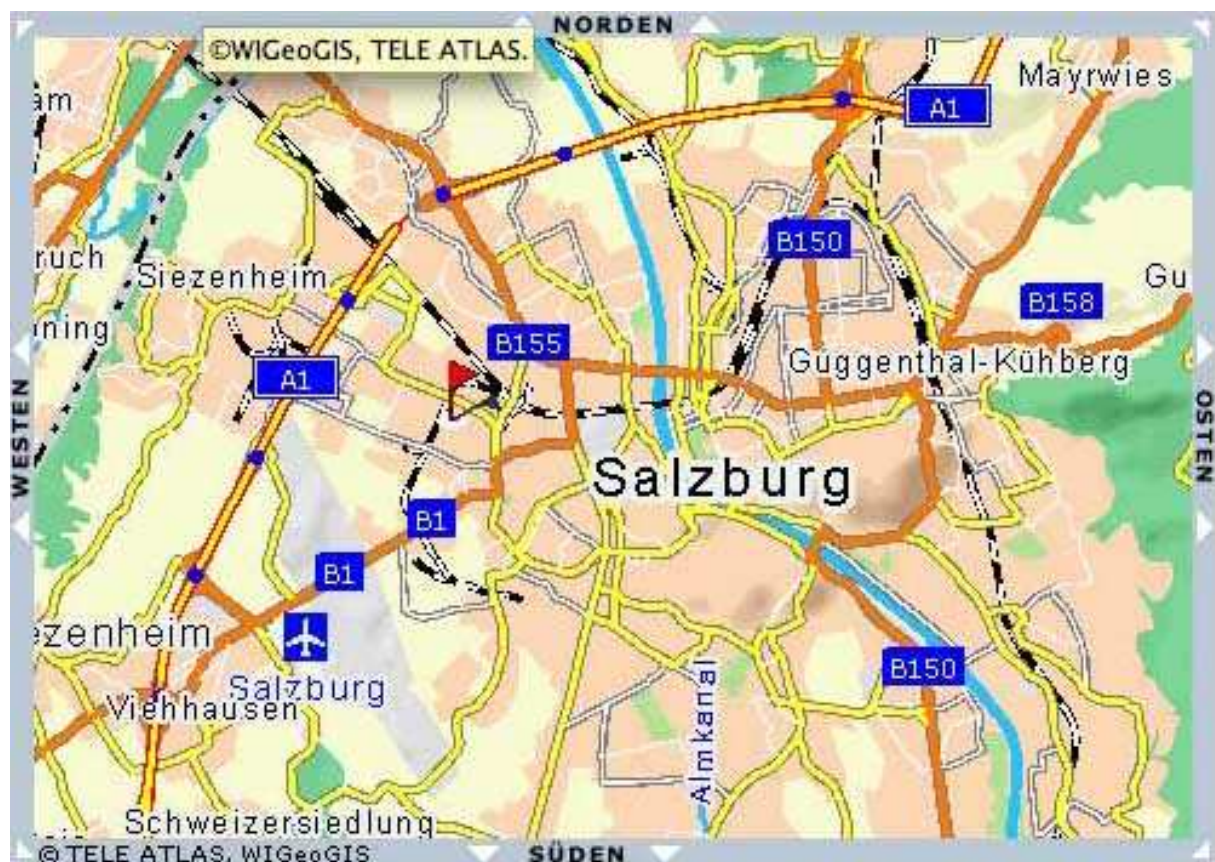 NORDEN
©WIGeoGIS, TELE ATLAS.
Mayrwies
am
A1
B150
ruch
Siezenheim
Gu
B158
ning
B155
Guggenthal-Kühberg
A1
WESTEN
OSTEN
Salzburg
B1
B1
ezenheim
B150
Salzburg
Viehhausen
Almkanal
Schweizersiedlung
© TELE ATLAS, WIGeoGIS
SÜDEN